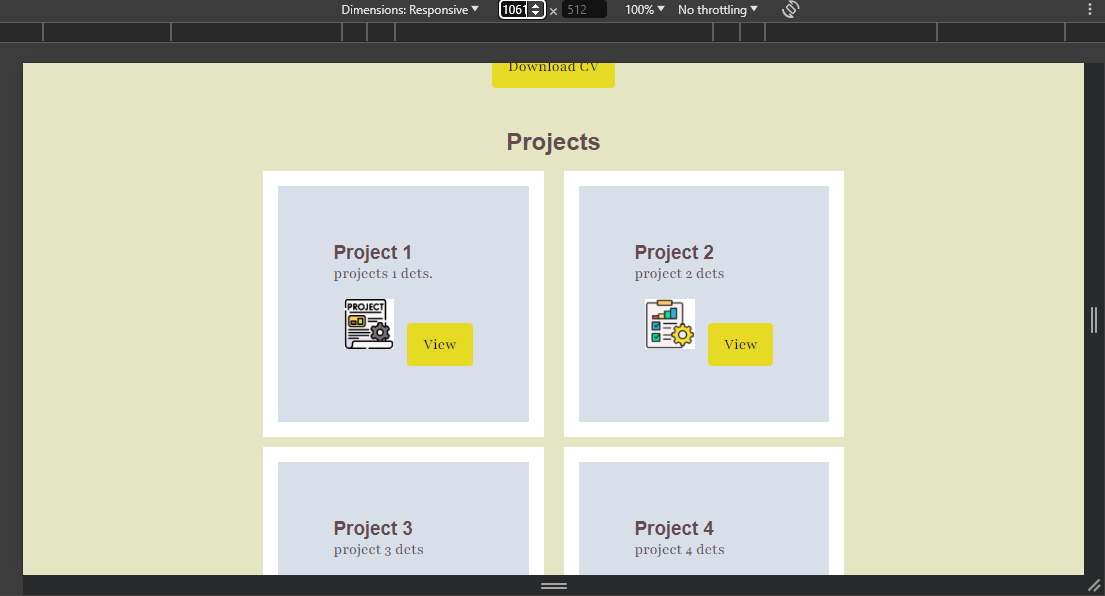 Dimensions: Responsive 1061 × 512 100% No throttling
Download CV
Projects
Project 1
projects 1 dets.
PROJECT
View
Project 2
project 2 dets
View
Project 3
project 3 dets
Project 4
project 4 dets